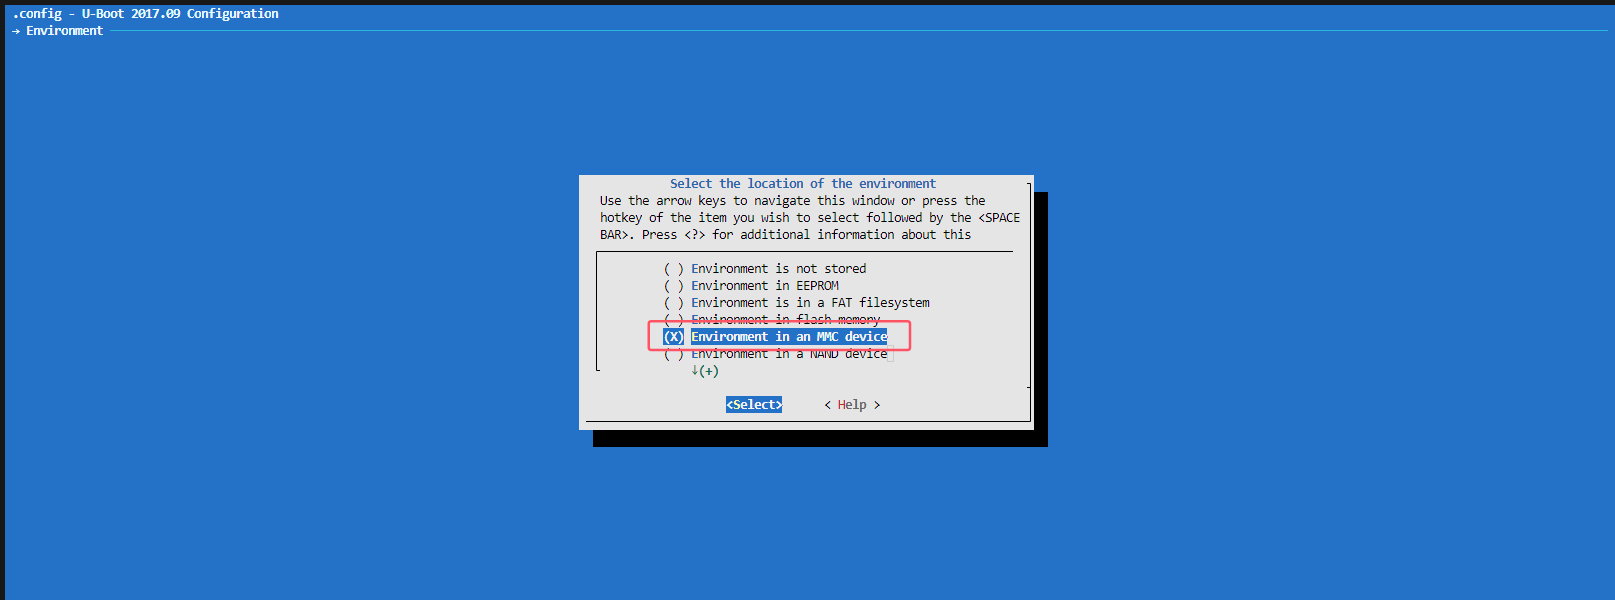 .config - U-Boot 2017.09 Configuration
→ Environment
Select the location of the environment
Use the arrow keys to navigate this window or press the
hotkey of the item you wish to select followed by the <SPACE
BAR>. Press <?> for additional information about this
( ) Environment is not stored
( ) Environment in EEPROM
( ) Environment is in a FAT filesystem
( ) Environment in flash memory
(X) Environment in an MMC device
( ) Environment in a NAND device
↓(+)
<Select> < Help >